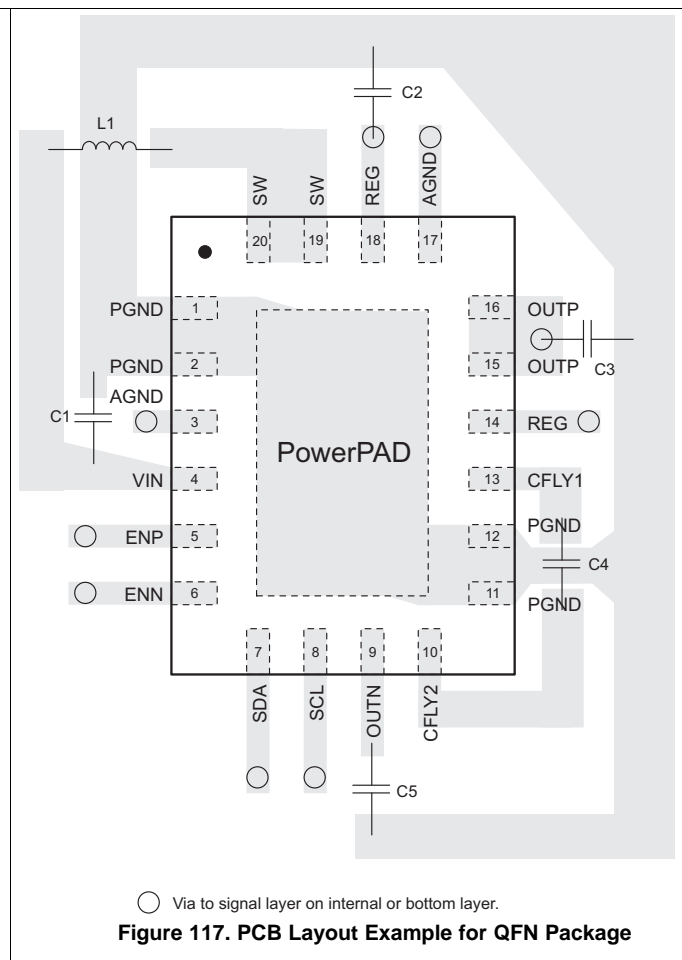 C2
L1
SW
SW
REG
AGND
20
19
18
17
PGND
1
16
OUTP
PGND
2
15
OUTP
C3
AGND
C1
3
14
REG
PowerPAD
VIN
4
13
CFLY1
ENP
5
12
PGND
C4
ENN
6
11
PGND
7
8
9
10
SDA
SCL
OUTN
CFLY2
C5
Via to signal layer on internal or bottom layer.
Figure 117. PCB Layout Example for QFN Package